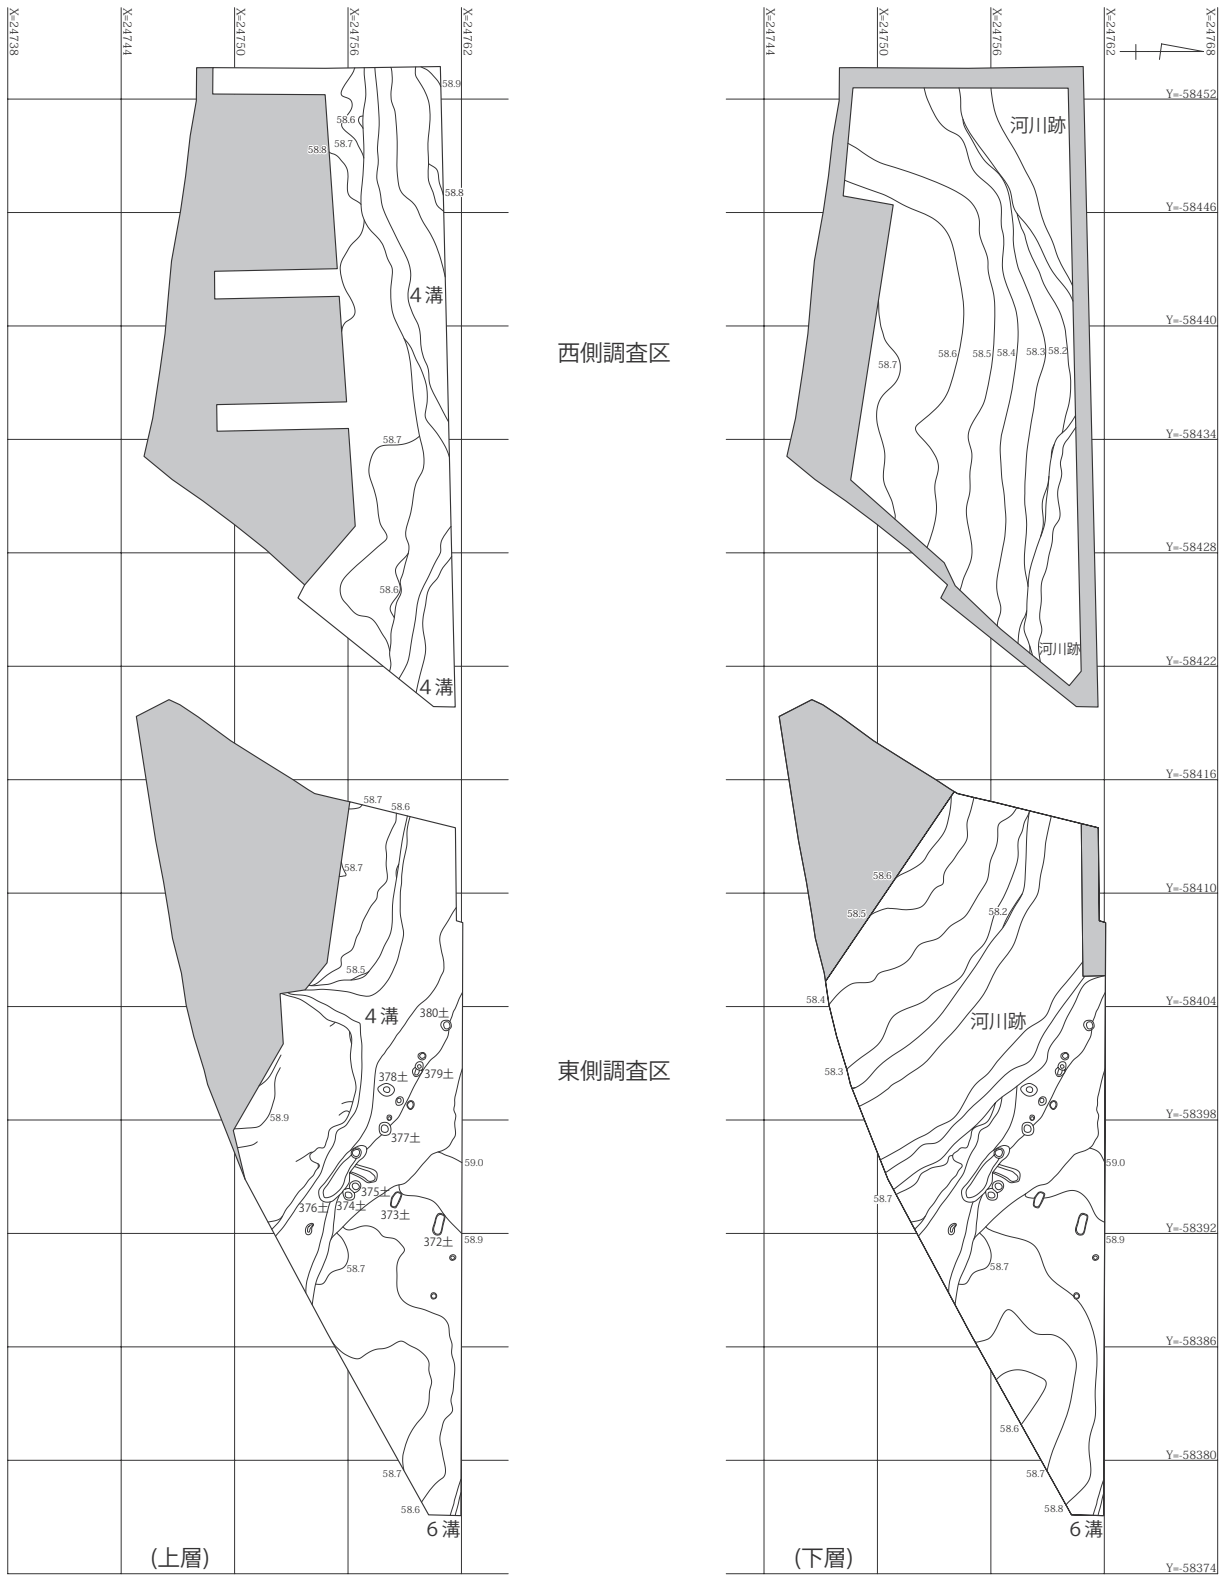 X=24738
X=24744
X=24750
X=24756
X=24762
X=24744
X=24750
X=24756
X=24762
X=24768
Y=-58452
Y=-58446
Y=-58440
Y=-58434
Y=-58428
Y=-58422
Y=-58416
Y=-58410
Y=-58404
Y=-58398
Y=-58392
Y=-58386
Y=-58380
Y=-58374
58.9
58.6
58.7
58.8
58.8
4溝
58.7
58.6
4溝
西側調査区
河川跡
58.7
58.6
58.5
58.4
58.3
58.2
河川跡
58.7
58.6
58.7
58.5
4溝
380土
378土
379土
58.9
377土
59.0
375土
376土
374土
373土
372土
58.9
58.7
58.7
58.6
6溝
(上層)
東側調査区
58.6
58.5
58.2
58.4
河川跡
58.3
59.0
58.7
58.9
58.7
58.6
58.7
58.8
6溝
(下層)